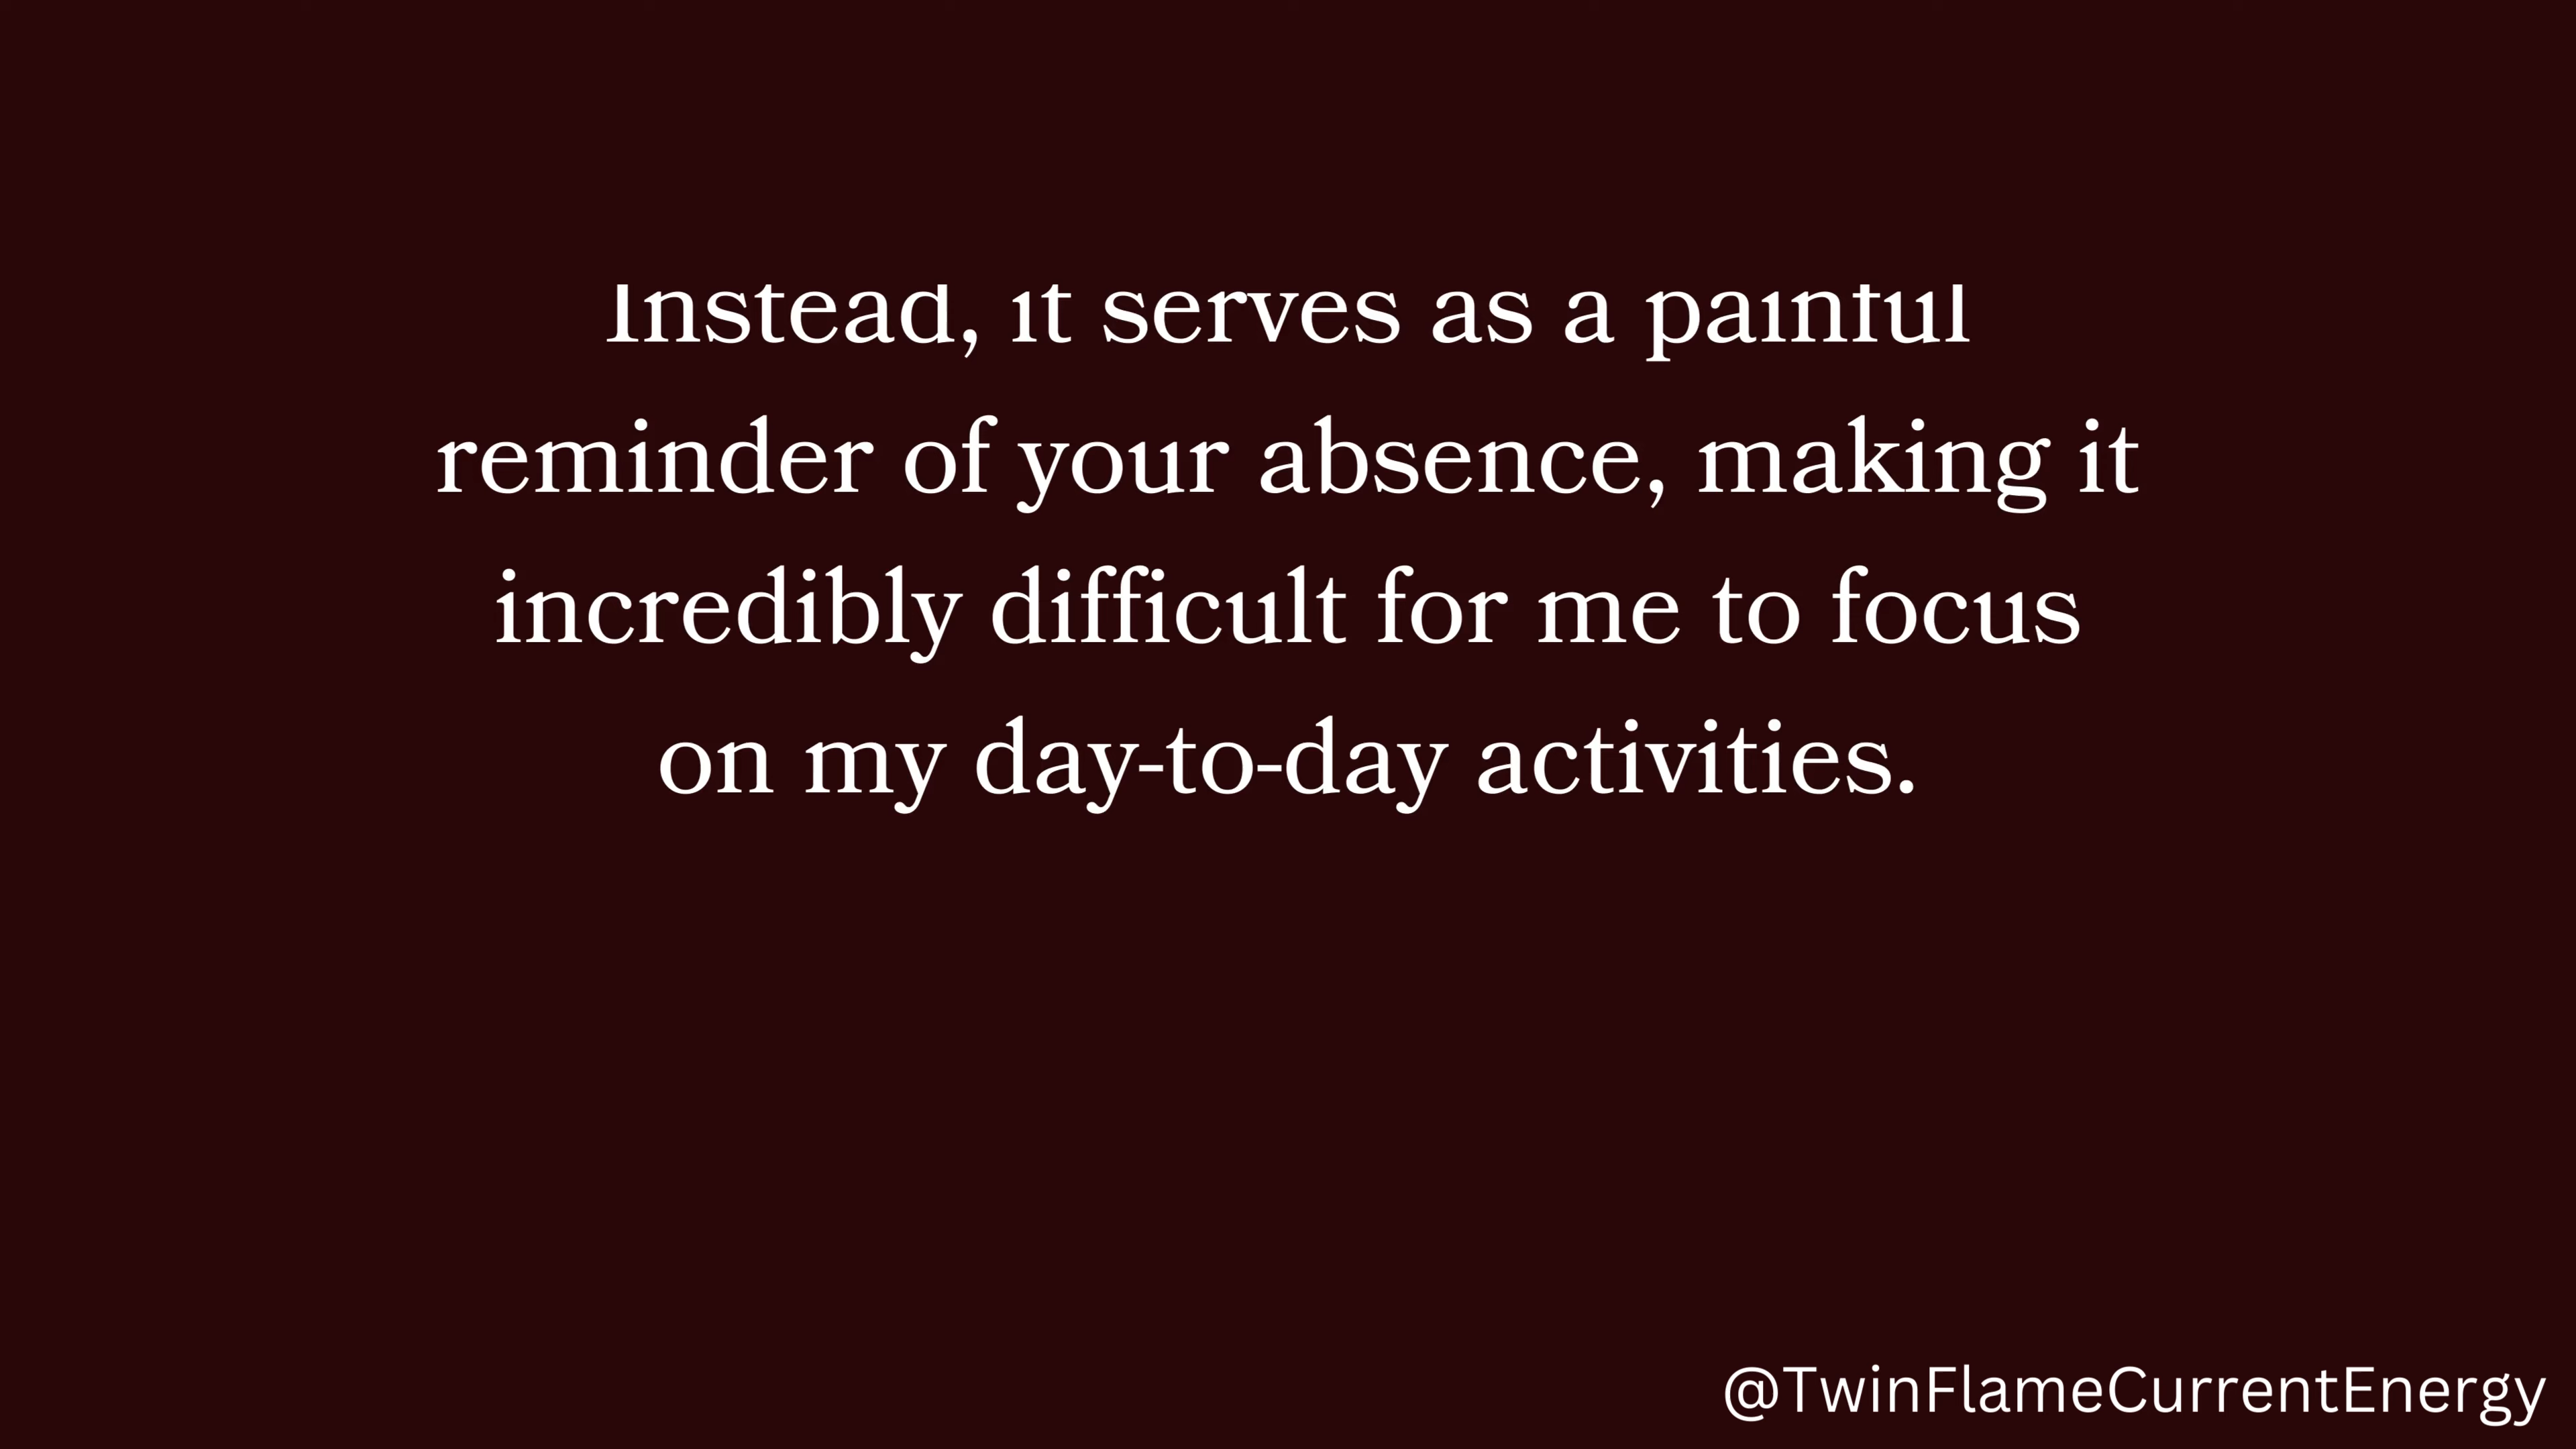 Instead, it serves as a painful
reminder of your absence, making it
incredibly difficult for me to focus
on my day-to-day activities.
@TwinFlameCurrentEnergy